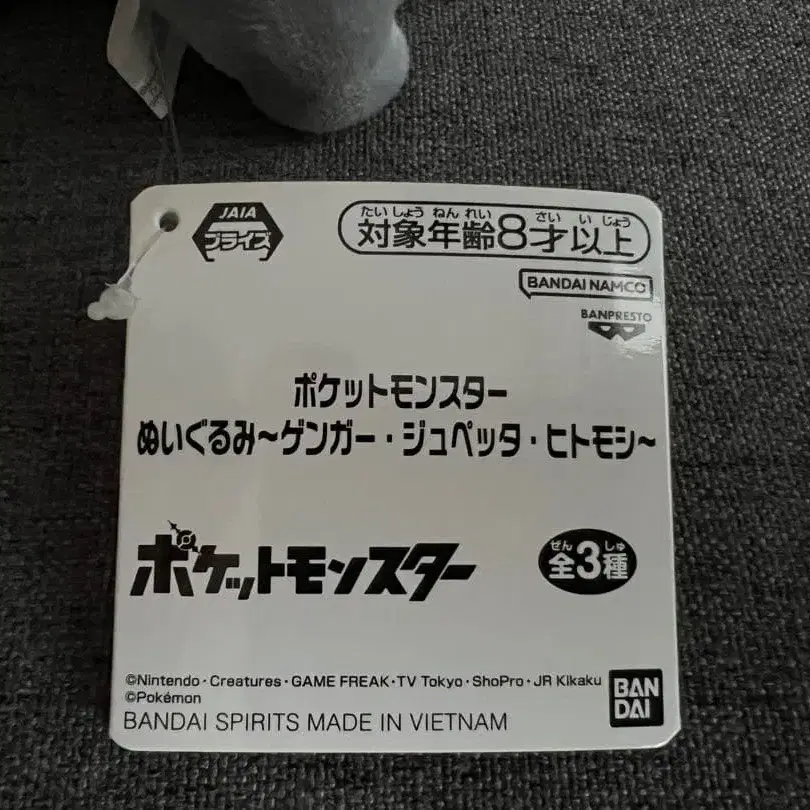 JAIA
プライズ
たいしょうねんれい さい いじょう
対象年齢8才以上
BANDAI NAMCO
BANPRESTO
ポケットモンスター
ぬいぐるみ~ゲンガー・ジュペッタ・ヒトモシ~
ポケットモンスター
ぜん しゅ
全3種
©Nintendo・Creatures・GAME FREAK・TV Tokyo・ShoPro・JR Kikaku
©Pokémon
BANDAI SPIRITS MADE IN VIETNAM
BAN
DAI